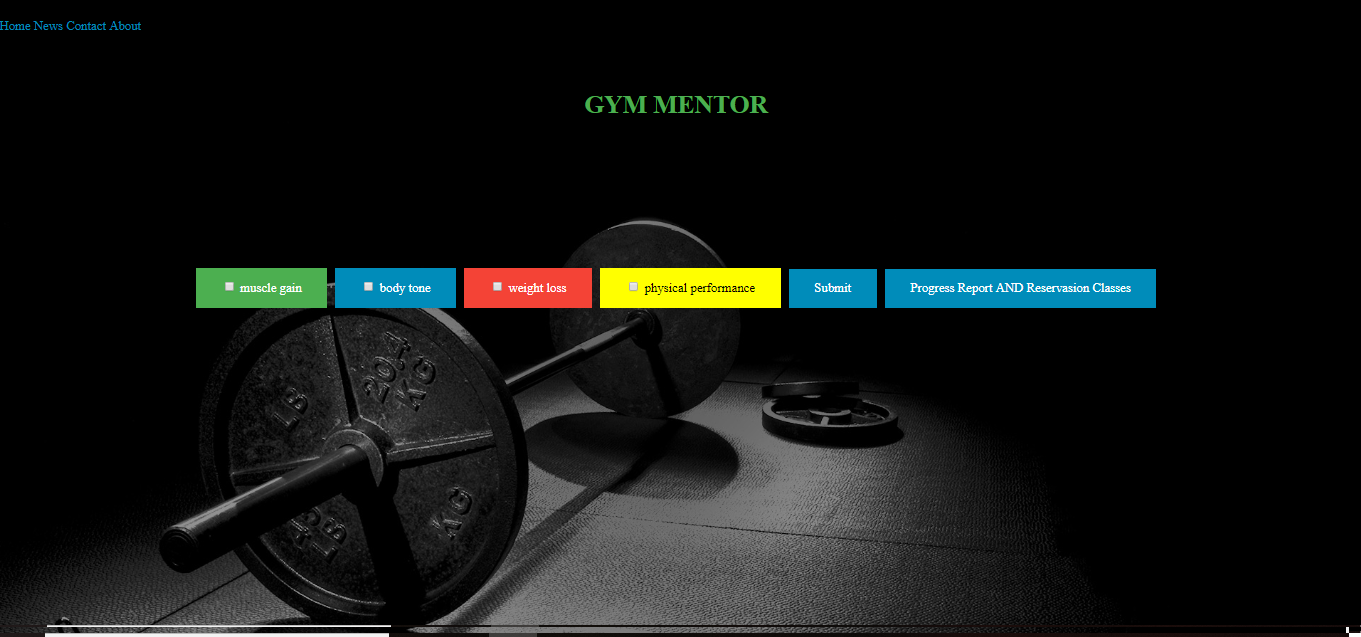 Home News Contact About
GYM MENTOR
muscle gain body tone weight loss physical performance Submit Progress Report AND Reservasion Classes
20,4
KG
LB
KG
LB